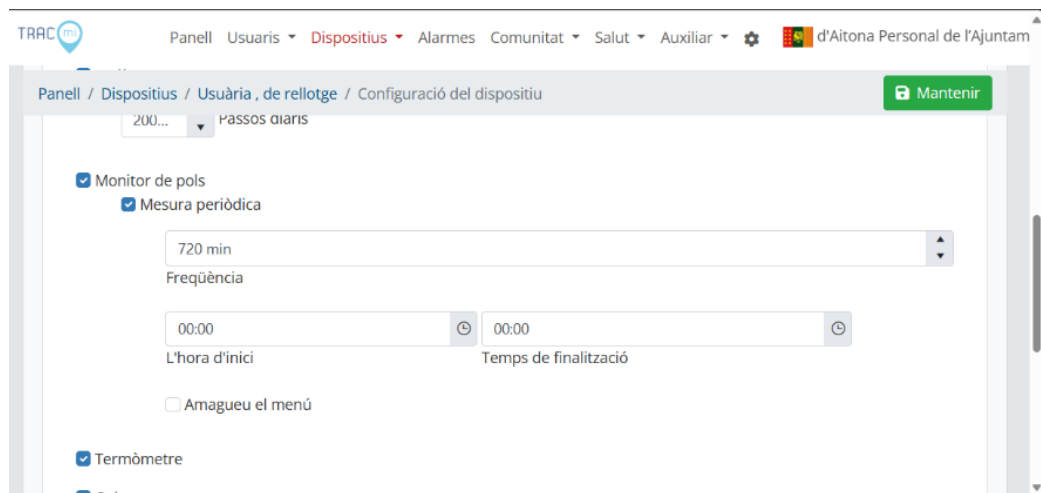 TRACmi
Panell Usuaris Dispositius Alarmes Comunitat Salut Auxiliar d'Aitona Personal de l'Ajuntam
Panell / Dispositius / Usuària , de rellotge / Configuració del dispositiu Mantenir
200... Passos diaris
Monitor de pols
Mesura periòdica
720 min
Freqüència
00:00 00:00
L'hora d'inici Temps de finalització
Amagueu el menú
Termòmetre